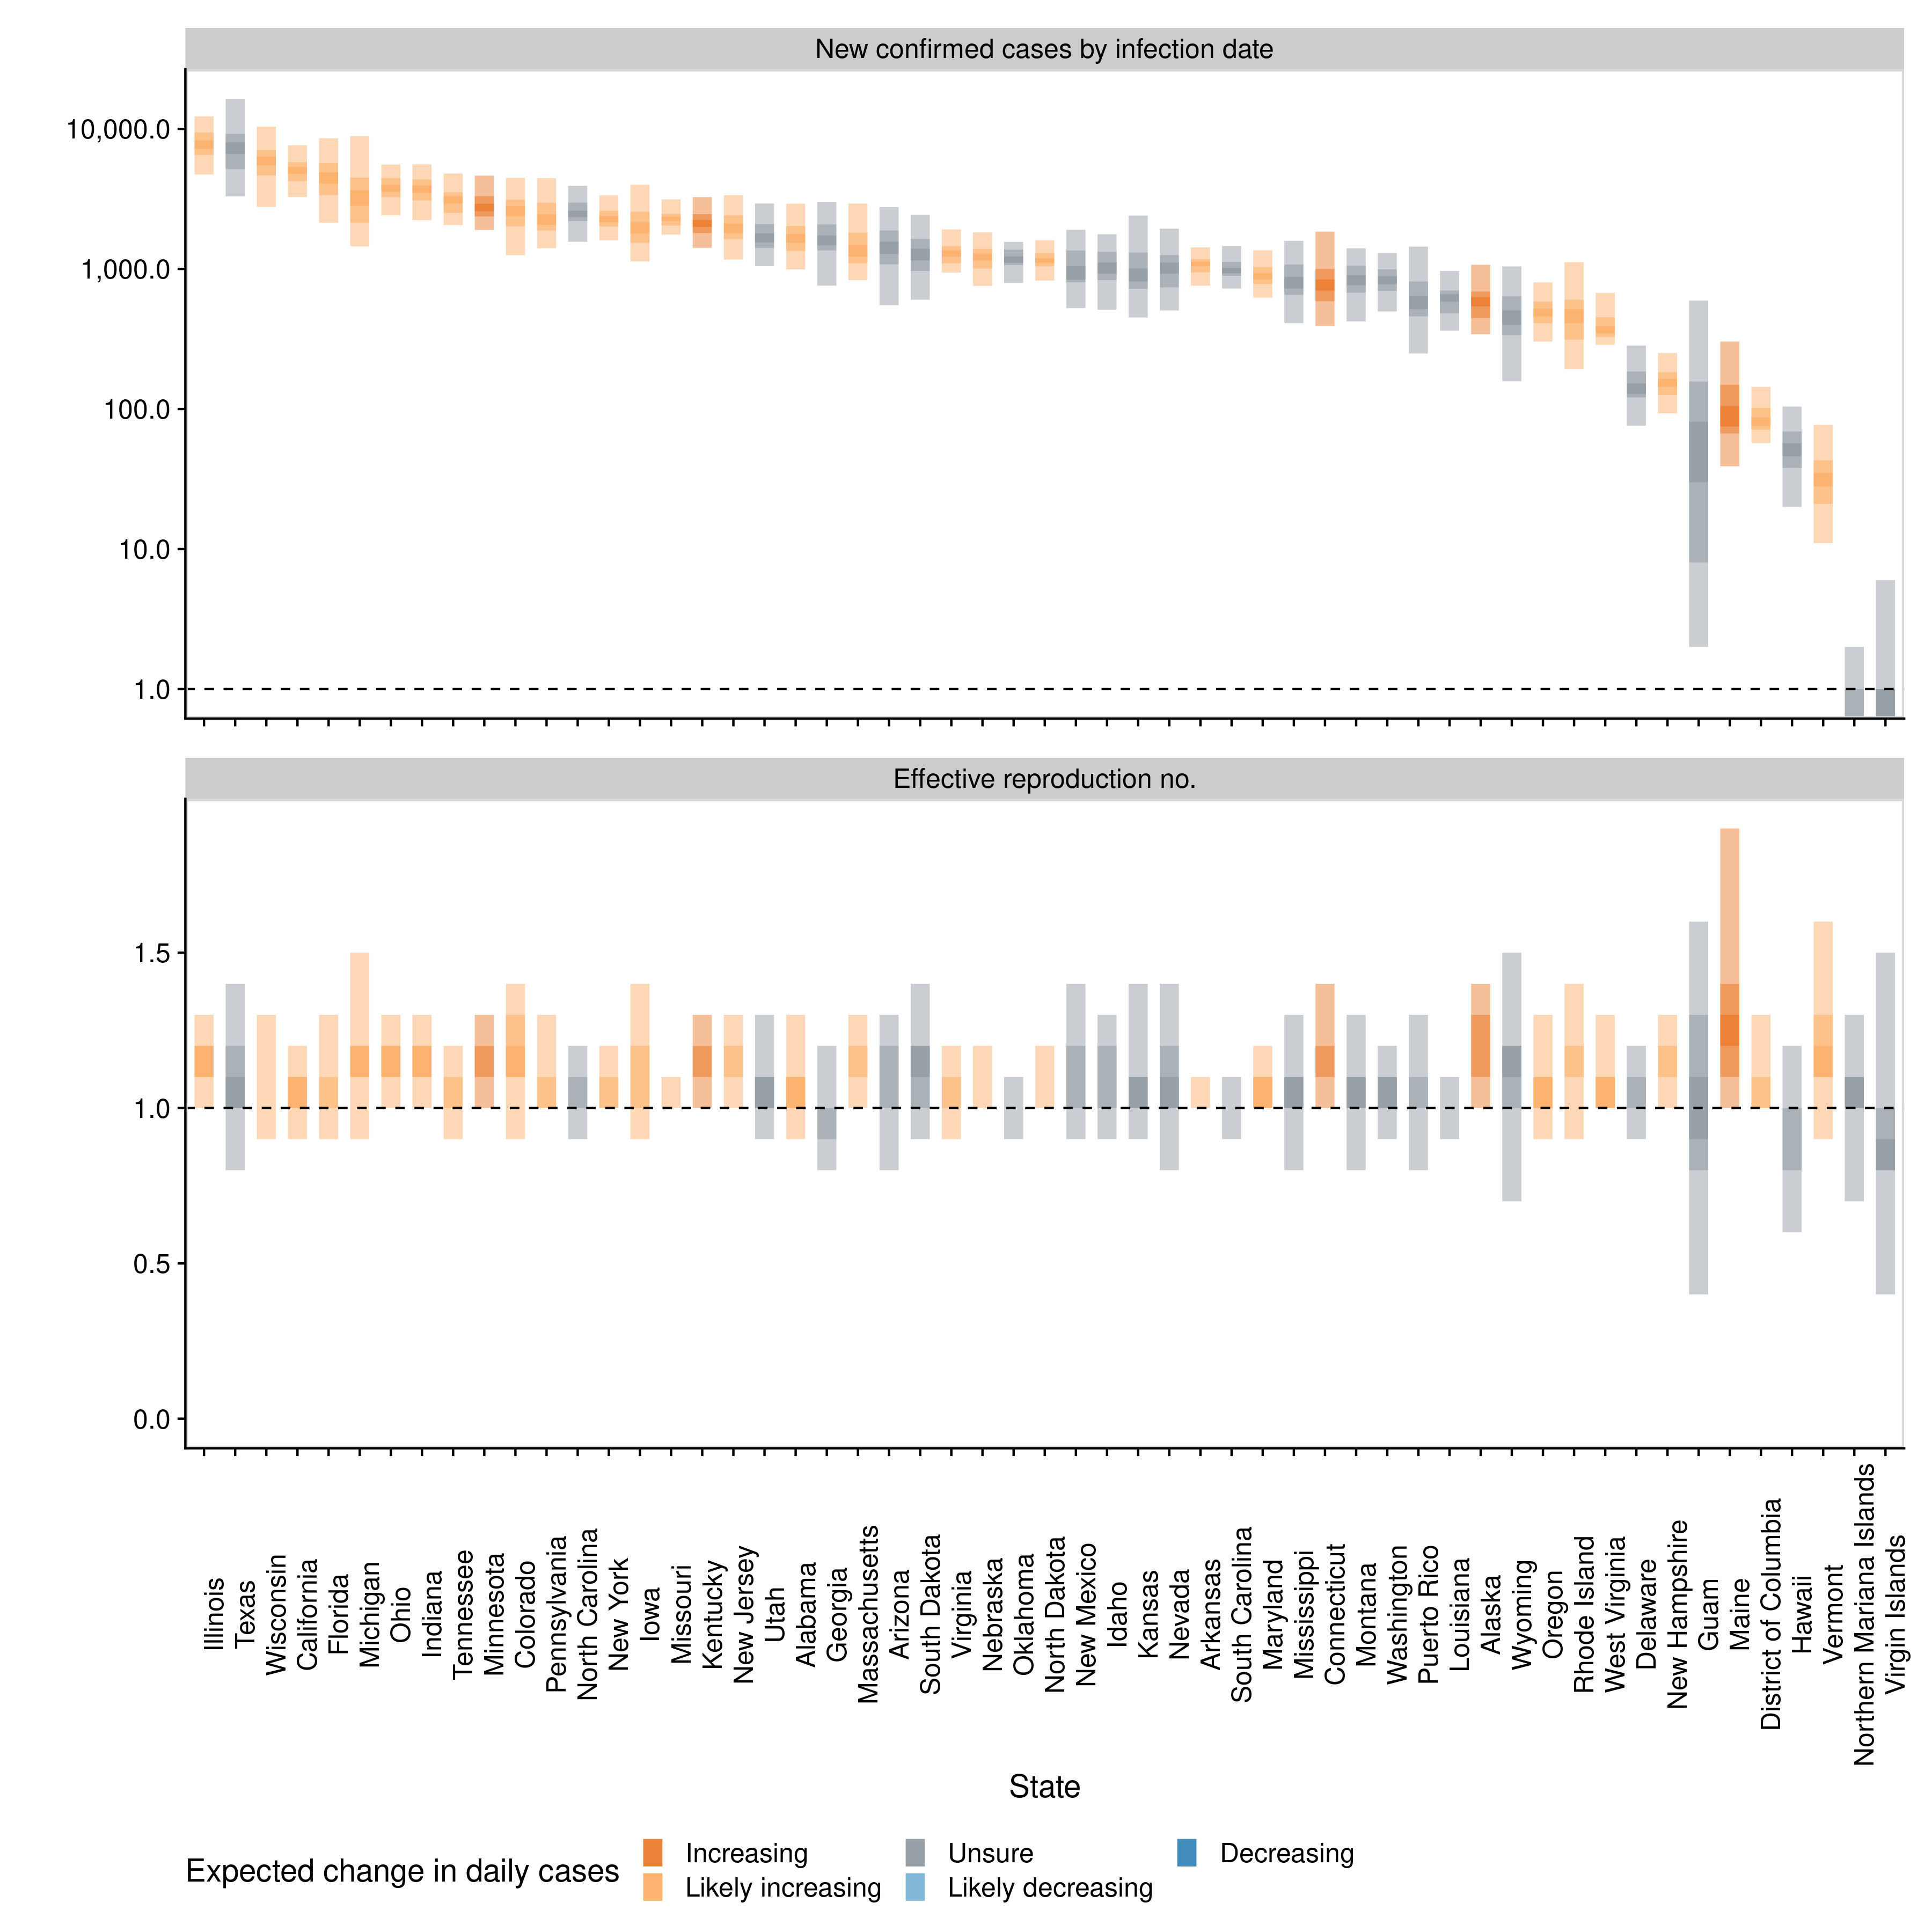 New confirmed cases by infection date
10,000.0
1,000.0
100.0
10.0
1.0
Effective reproduction no.
1.5
1.0
0.5
0.0
Illinois
Texas
Wisconsin
California
Florida
Michigan
Ohio
Indiana
Tennessee
Minnesota
Colorado
Pennsylvania
North Carolina
New York
Iowa
Missouri
Kentucky
New Jersey
Utah
Alabama
Georgia
Massachusetts
Arizona
South Dakota
Virginia
Nebraska
Oklahoma
North Dakota
New Mexico
Idaho
Kansas
Nevada
Arkansas
South Carolina
Maryland
Mississippi
Connecticut
Montana
Washington
Puerto Rico
Louisiana
Alaska
Wyoming
Oregon
Rhode Island
West Virginia
Delaware
New Hampshire
Guam
Maine
District of Columbia
Hawaii
Vermont
Northern Mariana Islands
Virgin Islands
State
Expected change in daily cases
Increasing
Unsure
Decreasing
Likely increasing
Likely decreasing